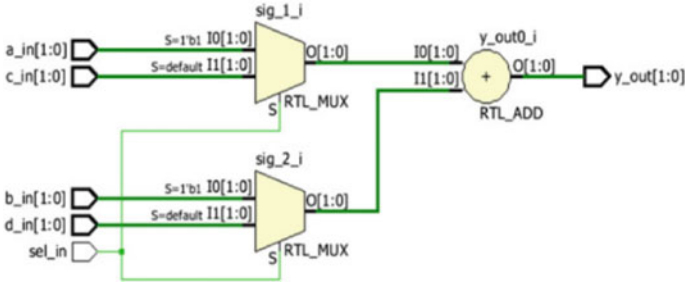 sig_1_i
a_in[1:0] S=1'b1 I0[1:0] O[1:0] I0[1:0] y_out0_i
c_in[1:0] S=default I1[1:0] I1[1:0] + O[1:0] y_out[1:0]
S RTL_MUX RTL_ADD
sig_2_i
b_in[1:0] S=1'b1 I0[1:0] O[1:0]
d_in[1:0] S=default I1[1:0]
sel_in S RTL_MUX